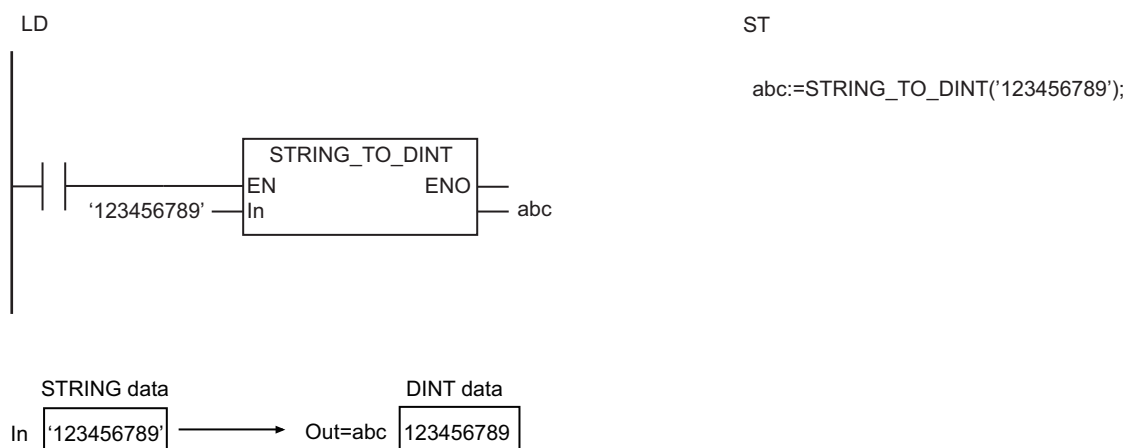 LD
ST
abc:=STRING_TO_DINT('123456789');
STRING_TO_DINT
EN ENO
‘123456789’ In abc
STRING data DINT data
In ‘123456789’ Out=abc 123456789